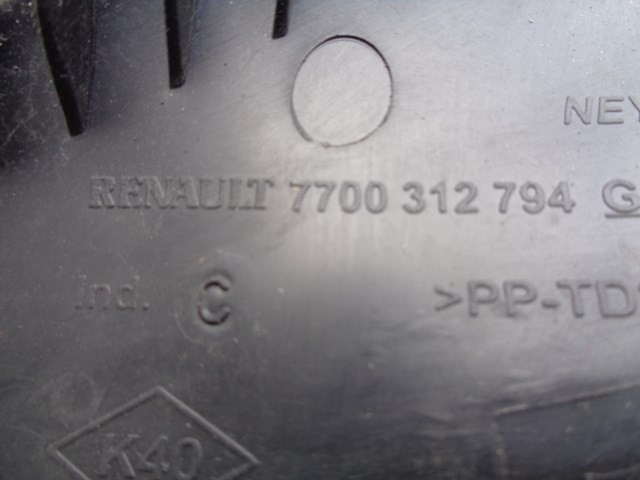 NEY
RENAULT 7700 312 794 G
Ind. C >PP-TD
K40